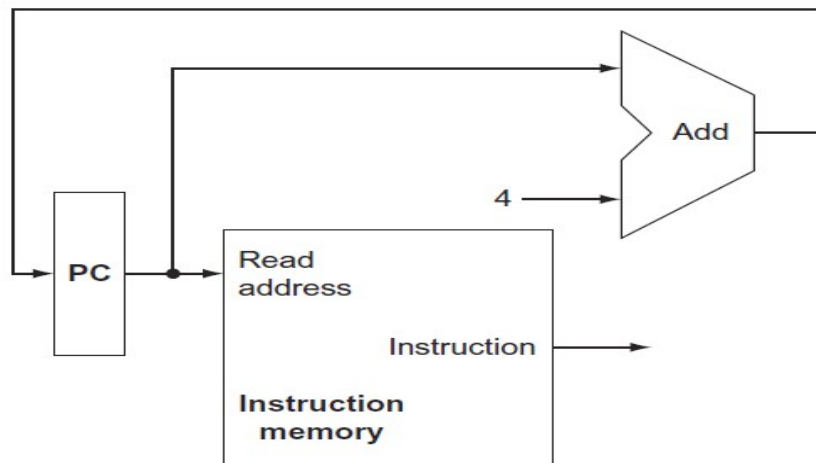 Add
4
PC
Read
address
Instruction
Instruction
memory